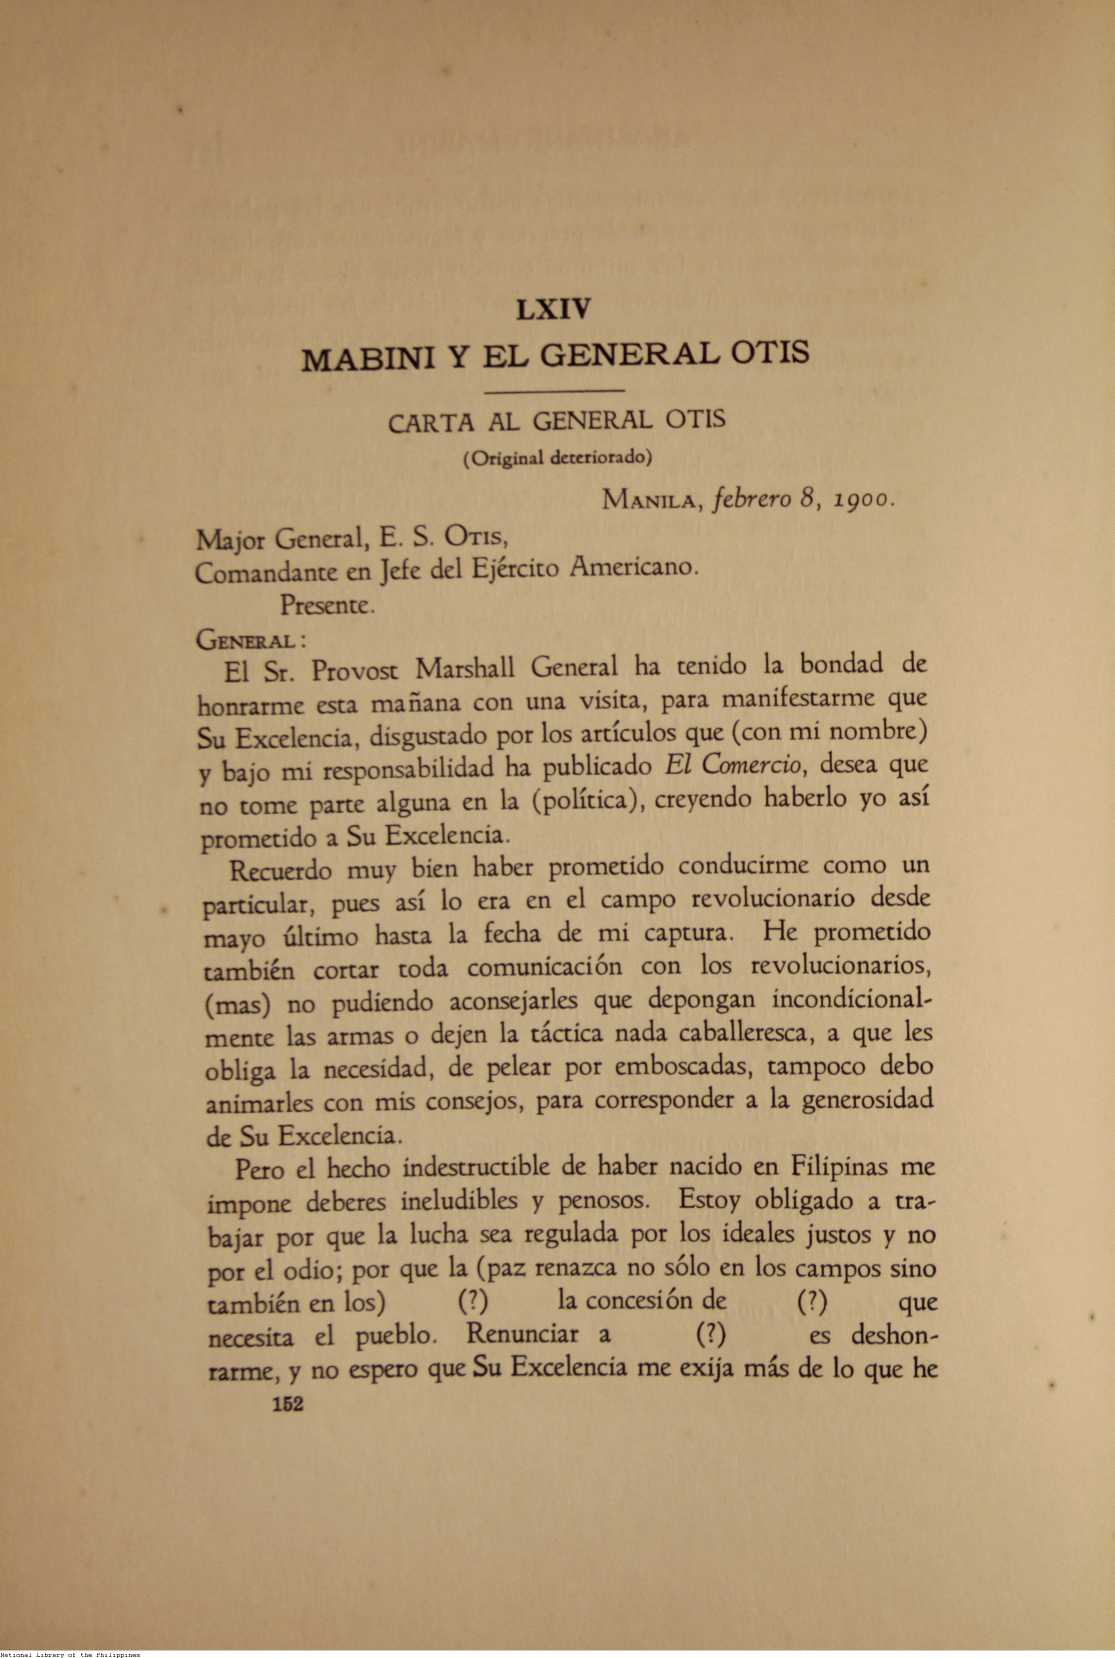 LXIV
MABINI Y EL GENERAL OTIS
CARTA AL GENERAL OTIS
(Original deteriorado)
MANILA, febrero 8, 1900.
Major General, E. S. OTIS,
Comandante en Jefe del Ejército Americano.
Presente.
GENERAL:
El Sr. Provost Marshall General ha tenido la bondad de
honrarme esta mañana con una visita, para manifestarme que
Su Excelencia, disgustado por los artículos que (con mi nombre)
y bajo mi responsabilidad ha publicado El Comercio, desea que
no tome parte alguna en la (política), creyendo haberlo yo así
prometido a Su Excelencia.
Recuerdo muy bien haber prometido conducirme como un
particular, pues así lo era en el campo revolucionario desde
mayo último hasta la fecha de mi captura. He prometido
también cortar toda comunicación con los revolucionarios,
(mas) no pudiendo aconsejarles que depongan incondicional-
mente las armas o dejen la táctica nada caballeresca, a que les
obliga la necesidad, de pelear por emboscadas, tampoco debo
animarles con mis consejos, para corresponder a la generosidad
de Su Excelencia.
Pero el hecho indestructible de haber nacido en Filipinas me
impone deberes ineludibles y penosos. Estoy obligado a tra-
bajar por que la lucha sea regulada por los ideales justos y no
por el odio; por que la (paz renazca no sólo en los campos sino
también en los) (?) la concesión de (?) que
necesita el pueblo. Renunciar a (?) es deshon-
rarme, y no espero que Su Excelencia me exija más de lo que he
152
National Library of the Philippines